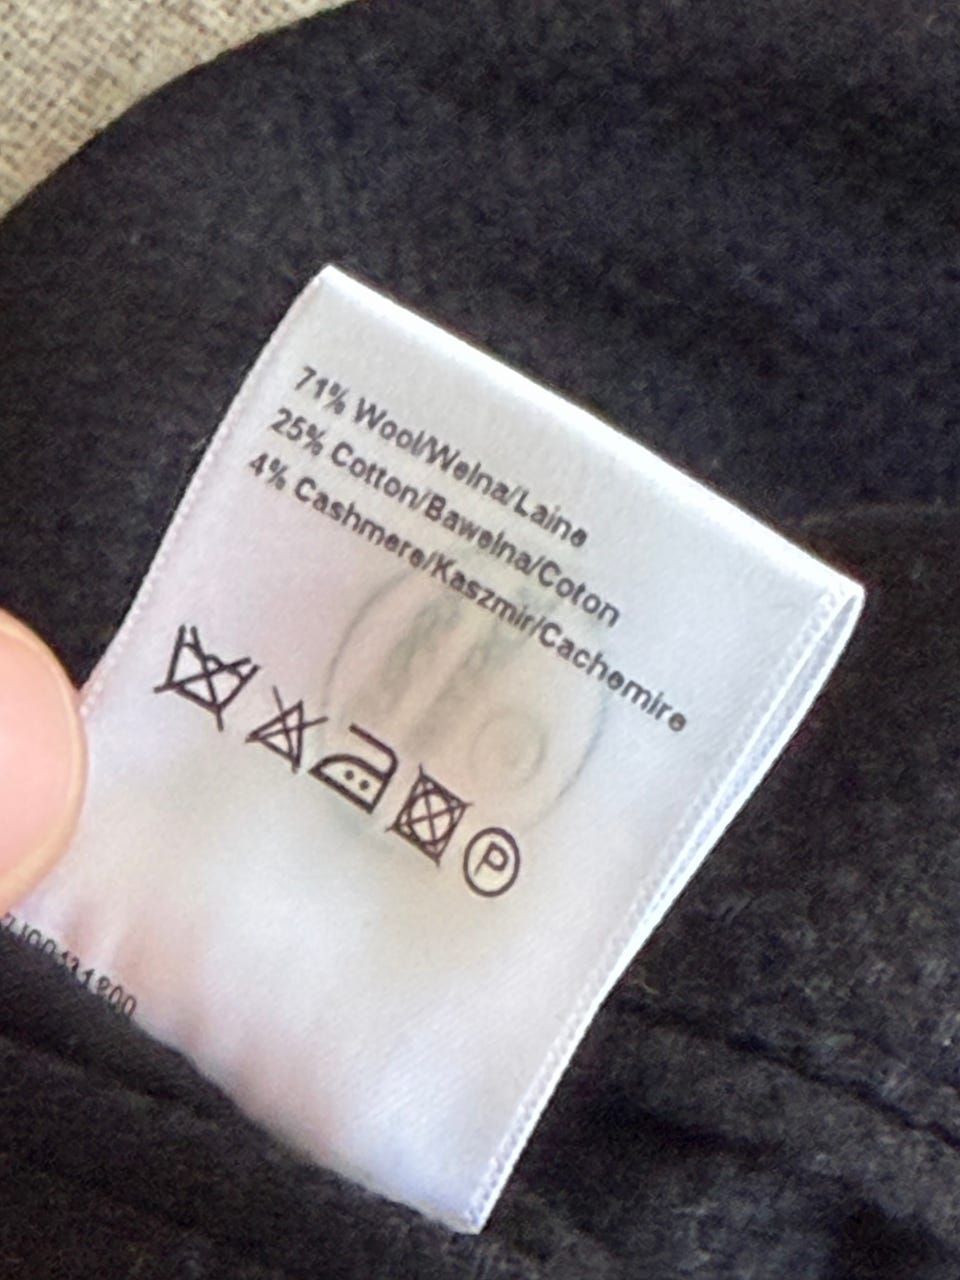 71% Wool/Wełna/Laine
25% Cotton/Bawełna/Coton
4% Cashmere/Kaszmir/Cachemire
P